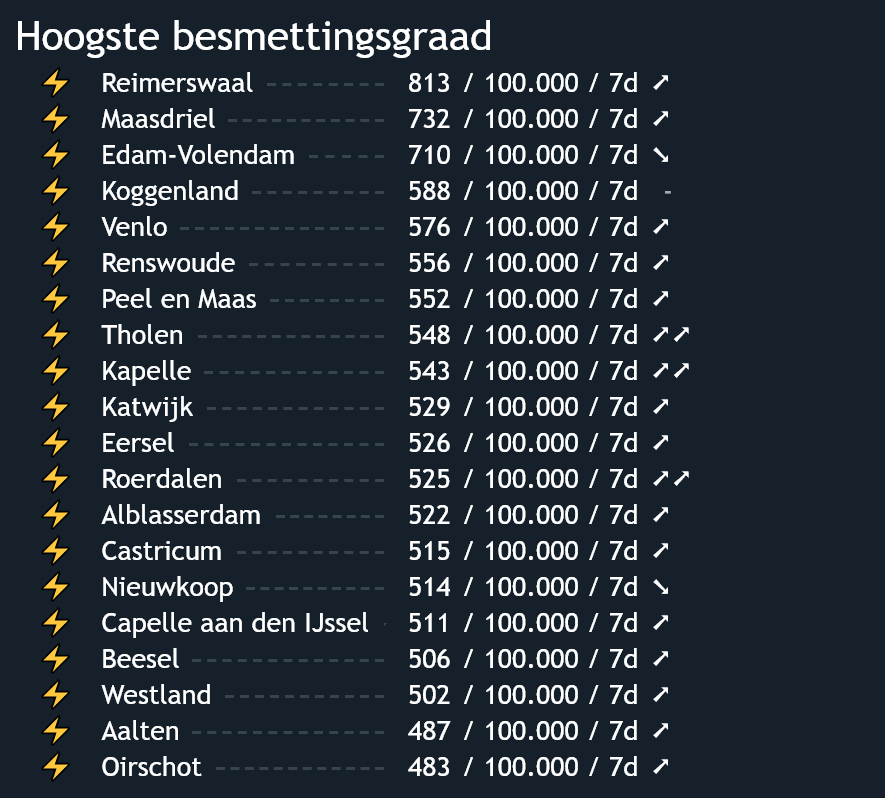 Hoogste besmettingsgraad
⚡ Reimerswaal ---------- 813 / 100.000 / 7d ➚
⚡ Maasdriel ------------- 732 / 100.000 / 7d ➚
⚡ Edam-Volendam ------ 710 / 100.000 / 7d ➘
⚡ Koggenland ----------- 588 / 100.000 / 7d -
⚡ Venlo ----------------- 576 / 100.000 / 7d ➚
⚡ Renswoude ----------- 556 / 100.000 / 7d ➚
⚡ Peel en Maas --------- 552 / 100.000 / 7d ➚
⚡ Tholen --------------- 548 / 100.000 / 7d ➚➚
⚡ Kapelle --------------- 543 / 100.000 / 7d ➚➚
⚡ Katwijk --------------- 529 / 100.000 / 7d ➚
⚡ Eersel ---------------- 526 / 100.000 / 7d ➚
⚡ Roerdalen ------------ 525 / 100.000 / 7d ➚➚
⚡ Alblasserdam --------- 522 / 100.000 / 7d ➚
⚡ Castricum ------------ 515 / 100.000 / 7d ➚
⚡ Nieuwkoop ----------- 514 / 100.000 / 7d ➘
⚡ Capelle aan den IJssel - 511 / 100.000 / 7d ➚
⚡ Beesel ---------------- 506 / 100.000 / 7d ➚
⚡ Westland ------------- 502 / 100.000 / 7d ➚
⚡ Aalten ---------------- 487 / 100.000 / 7d ➚
⚡ Oirschot -------------- 483 / 100.000 / 7d ➚